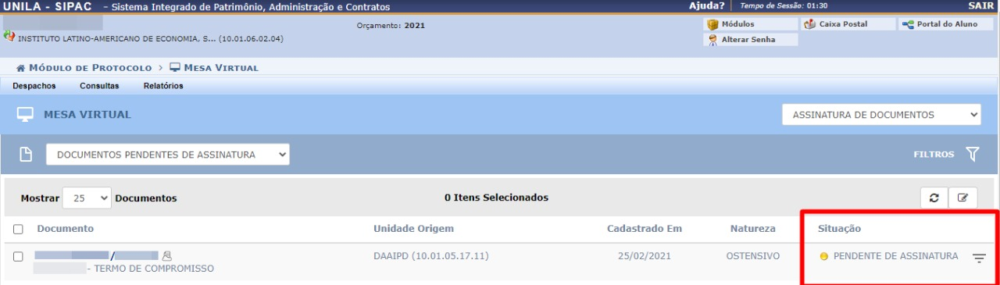 UNILA - SIPAC - Sistema Integrado de Patrimônio, Administração e Contratos Ajuda? Tempo de Sessão: 01:30 SAIR
Orçamento: 2021 Módulos Caixa Postal Portal do Aluno
INSTITUTO LATINO-AMERICANO DE ECONOMIA, S... (10.01.06.02.04) Alterar Senha
MÓDULO DE PROTOCOLO > MESA VIRTUAL
Despachos Consultas Relatórios
MESA VIRTUAL ASSINATURA DE DOCUMENTOS
DOCUMENTOS PENDENTES DE ASSINATURA FILTROS
Mostrar 25 Documentos 0 Itens Selecionados
Documento Unidade Origem Cadastrado Em Natureza Situação
/ DAAIPD (10.01.05.17.11) 25/02/2021 OSTENSIVO PENDENTE DE ASSINATURA
- TERMO DE COMPROMISSO